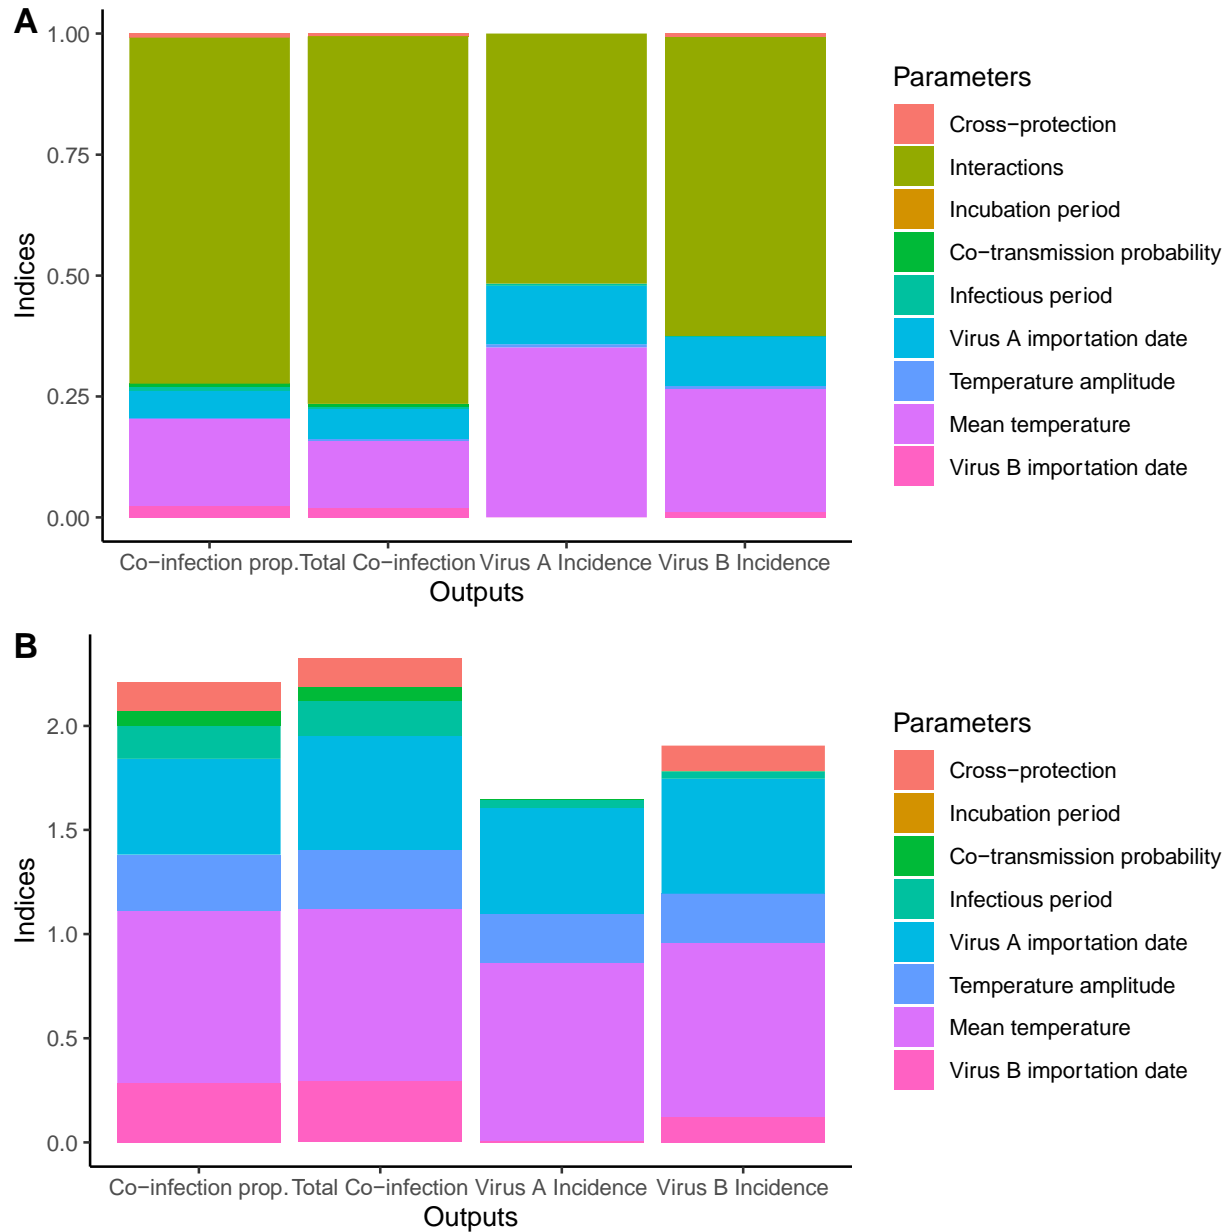 A
1.00
0.75
0.50
0.25
0.00
Indices
Co−infection prop. Total Co−infection Virus A Incidence Virus B Incidence
Outputs
Parameters
Cross−protection
Interactions
Incubation period
Co−transmission probability
Infectious period
Virus A importation date
Temperature amplitude
Mean temperature
Virus B importation date
B
2.0
1.5
1.0
0.5
0.0
Indices
Co−infection prop. Total Co−infection Virus A Incidence Virus B Incidence
Outputs
Parameters
Cross−protection
Incubation period
Co−transmission probability
Infectious period
Virus A importation date
Temperature amplitude
Mean temperature
Virus B importation date